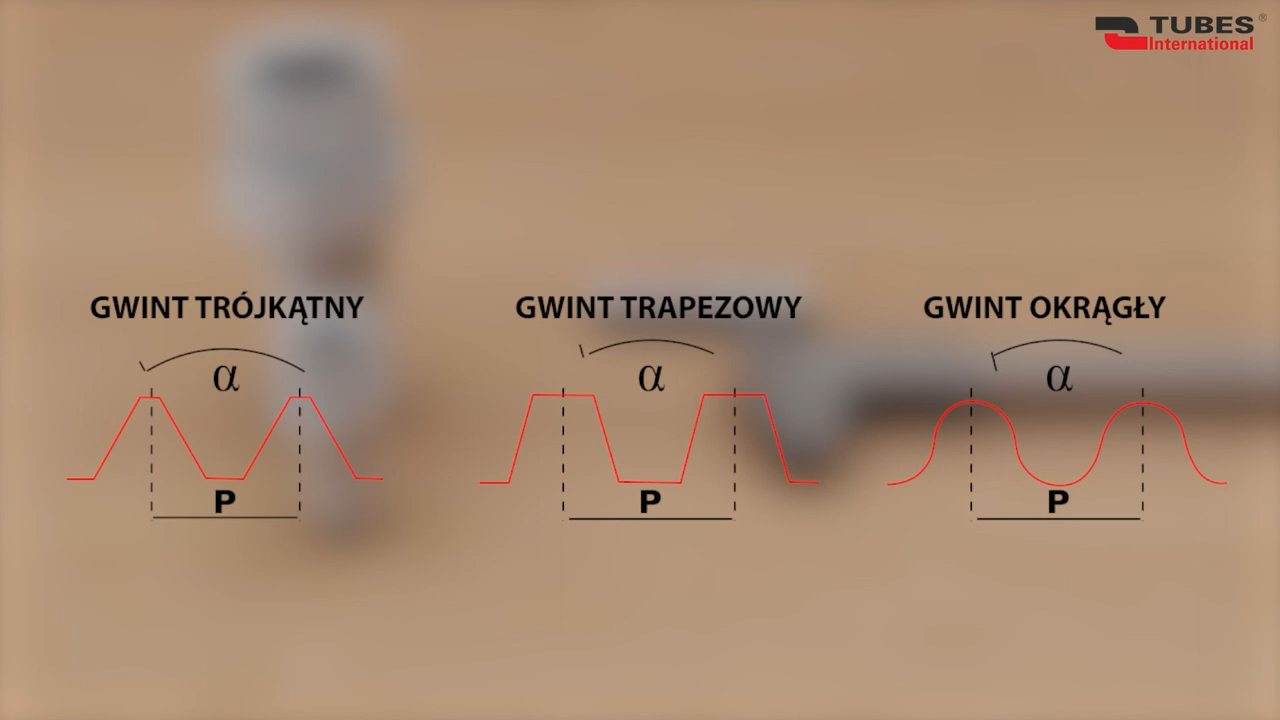 TUBES®
International
GWINT TRÓJKĄTNY
GWINT TRAPEZOWY
GWINT OKRĄGŁY
α
α
α
P
P
P